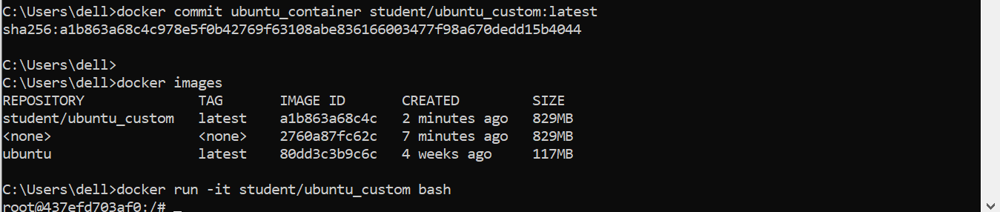 C:\Users\dell>docker commit ubuntu_container student/ubuntu_custom:latest
sha256:a1b863a68c4c978e5f0b42769f63108abe836166003477f98a670dedd15b4044
C:\Users\dell>
C:\Users\dell>docker images
REPOSITORY TAG IMAGE ID CREATED SIZE
student/ubuntu_custom latest a1b863a68c4c 2 minutes ago 829MB
<none> <none> 2760a87fc62c 7 minutes ago 829MB
ubuntu latest 80dd3c3b9c6c 4 weeks ago 117MB
C:\Users\dell>docker run -it student/ubuntu_custom bash
root@437efd703af0:/# _